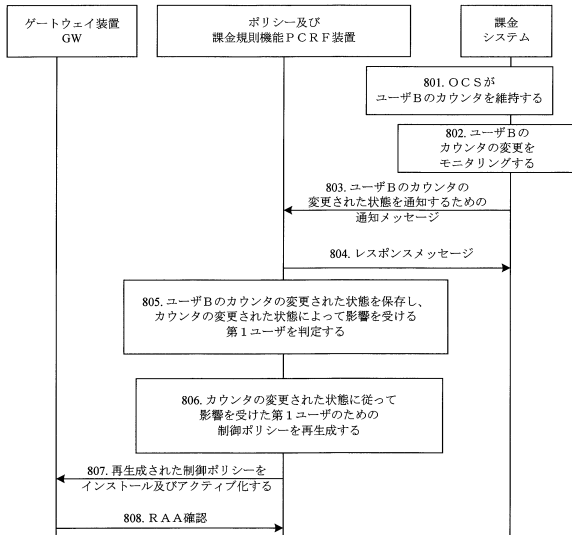 ゲートウェイ装置
GW
ポリシー及び
課金規則機能PCRF装置
課金
システム
801. OCSが
ユーザBのカウンタを維持する
802. ユーザBの
カウンタの変更を
モニタリングする
803. ユーザBのカウンタの
変更された状態を通知するための
通知メッセージ
804. レスポンスメッセージ
805. ユーザBのカウンタの変更された状態を保存し、
カウンタの変更された状態によって影響を受ける
第1ユーザを判定する
806. カウンタの変更された状態に従って
影響を受けた第1ユーザのための
制御ポリシーを再生成する
807. 再生成された制御ポリシーを
インストール及びアクティブ化する
808. RAA確認